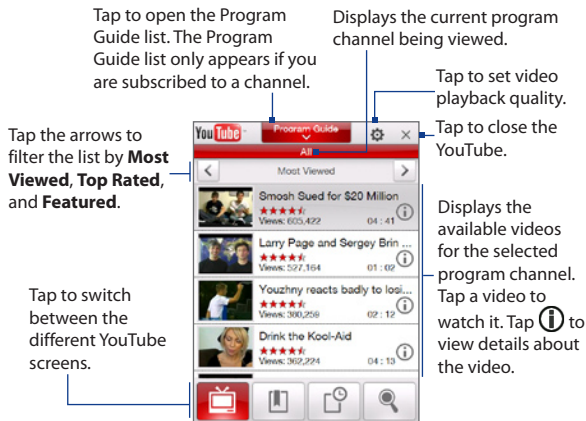 Tap to open the Program
Guide list. The Program
Guide list only appears if you
are subscribed to a channel.
Displays the current program
channel being viewed.
Tap to set video
playback quality.
Tap to close the
YouTube.
Tap the arrows to
filter the list by Most
Viewed, Top Rated,
and Featured.
You Tube
Program Guide
All
Most Viewed
Smosh Sued for $20 Million
Views: 605,422 04:41
Larry Page and Sergey Brin ...
Views: 527,164 01:02
Youzhny reacts badly to losi...
Views: 380,259 02:12
Drink the Kool-Aid
Views: 362,224 04:13
Displays the
available videos
for the selected
program channel.
Tap a video to
watch it. Tap i to
view details about
the video.
Tap to switch
between the
different YouTube
screens.